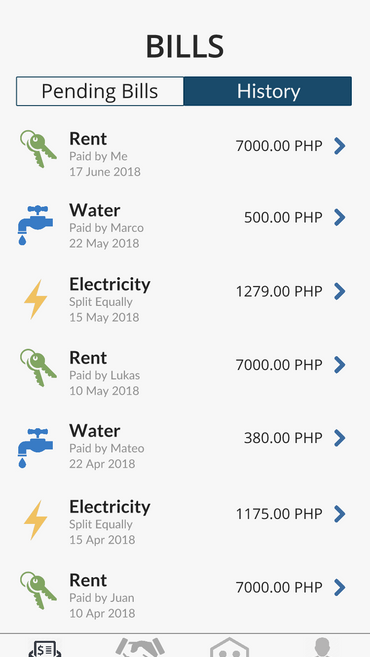 BILLS
Pending Bills
History
Rent
Paid by Me
17 June 2018
7000.00 PHP
Water
Paid by Marco
22 May 2018
500.00 PHP
Electricity
Split Equally
15 May 2018
1279.00 PHP
Rent
Paid by Lukas
10 May 2018
7000.00 PHP
Water
Paid by Mateo
22 Apr 2018
380.00 PHP
Electricity
Split Equally
15 Apr 2018
1175.00 PHP
Rent
Paid by Juan
10 Apr 2018
7000.00 PHP
$